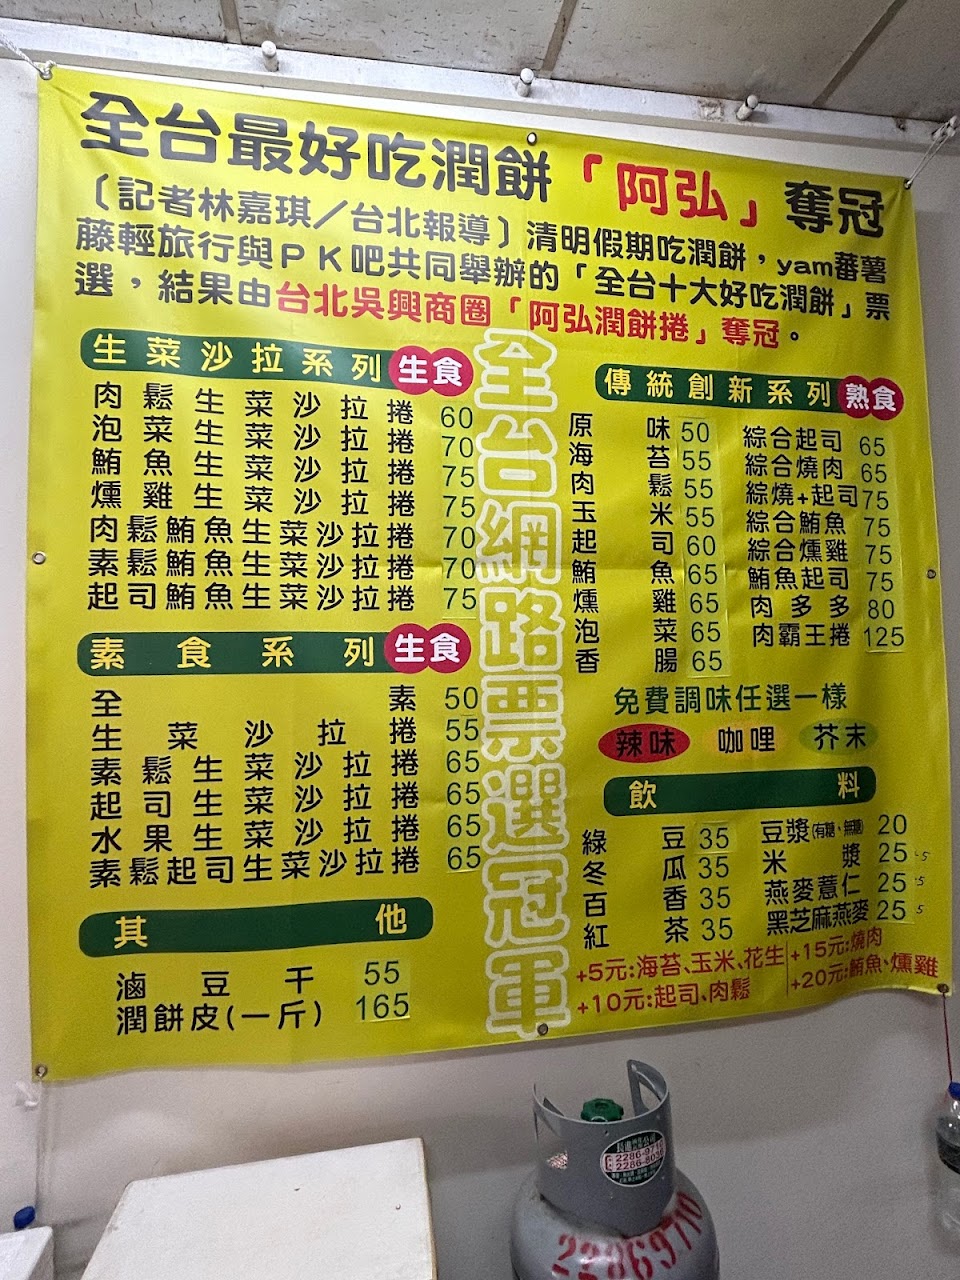 全台最好吃潤餅「阿弘」奪冠
〔記者林嘉琪／台北報導〕清明假期吃潤餅，yam蕃薯
藤輕旅行與PK吧共同舉辦的「全台十大好吃潤餅」票
選，結果由台北吳興商圈「阿弘潤餅捲」奪冠。
生菜沙拉系列 生食
肉鬆生菜沙拉捲 60
泡菜生菜沙拉捲 70
鮪魚生菜沙拉捲 75
燻雞生菜沙拉捲 75
肉鬆鮪魚生菜沙拉捲 70
素鬆鮪魚生菜沙拉捲 70
起司鮪魚生菜沙拉捲 75
素食系列 生食
全素 50
生菜沙拉捲 55
素鬆生菜沙拉捲 65
起司生菜沙拉捲 65
水果生菜沙拉捲 65
素鬆起司生菜沙拉捲 65
其他
滷豆干 55
潤餅皮(一斤) 165
全台網路票選冠軍
傳統創新系列 熟食
原味 50
海苔 55
肉鬆 55
玉米 55
起司 60
鮪魚 65
燻雞 65
泡菜 65
香腸 65
綜合起司 65
綜合燒肉 65
綜燒+起司 75
綜合鮪魚 75
綜合燻雞 75
鮪魚起司 75
肉多多 80
肉霸王捲 125
免費調味任選一樣
辣味 咖哩 芥末
飲料
綠豆 35
冬瓜 35
百香 35
紅茶 35
豆漿(有糖、無糖) 20
米漿 25
燕麥薏仁 25
黑芝麻燕麥 25
+5元:海苔、玉米、花生
+10元:起司、肉鬆
+15元:燒肉
+20元:鮪魚、燻雞
22869710